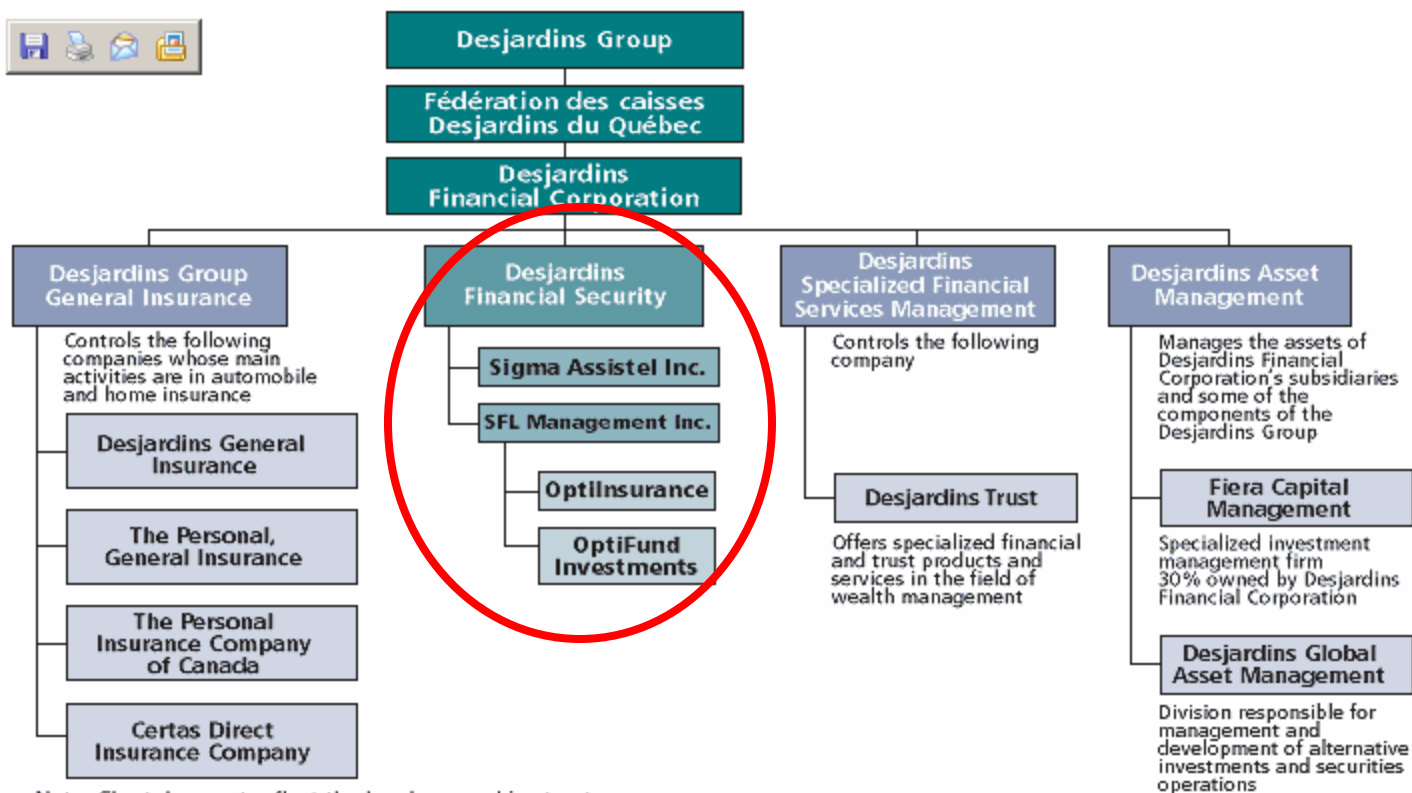 Desjardins Group
Fédération des caisses
Desjardins du Québec
Desjardins
Financial Corporation
Desjardins Group
General Insurance
Controls the following
companies whose main
activities are in automobile
and home insurance
Desjardins General
Insurance
The Personal,
General Insurance
The Personal
Insurance Company
of Canada
Certas Direct
Insurance Company
Desjardins
Financial Security
Sigma Assistel Inc.
SFL Management Inc.
OptiInsurance
OptiFund
Investments
Desjardins
Specialized Financial
Services Management
Controls the following
company
Desjardins Trust
Offers specialized financial
and trust products and
services in the field of
wealth management
Desjardins Asset
Management
Manages the assets of
Desjardins Financial
Corporation's subsidiaries
and some of the
components of the
Desjardins Group
Fiera Capital
Management
Specialized investment
management firm
30% owned by Desjardins
Financial Corporation
Desjardins Global
Asset Management
Division responsible for
management and
development of alternative
investments and securities
operations